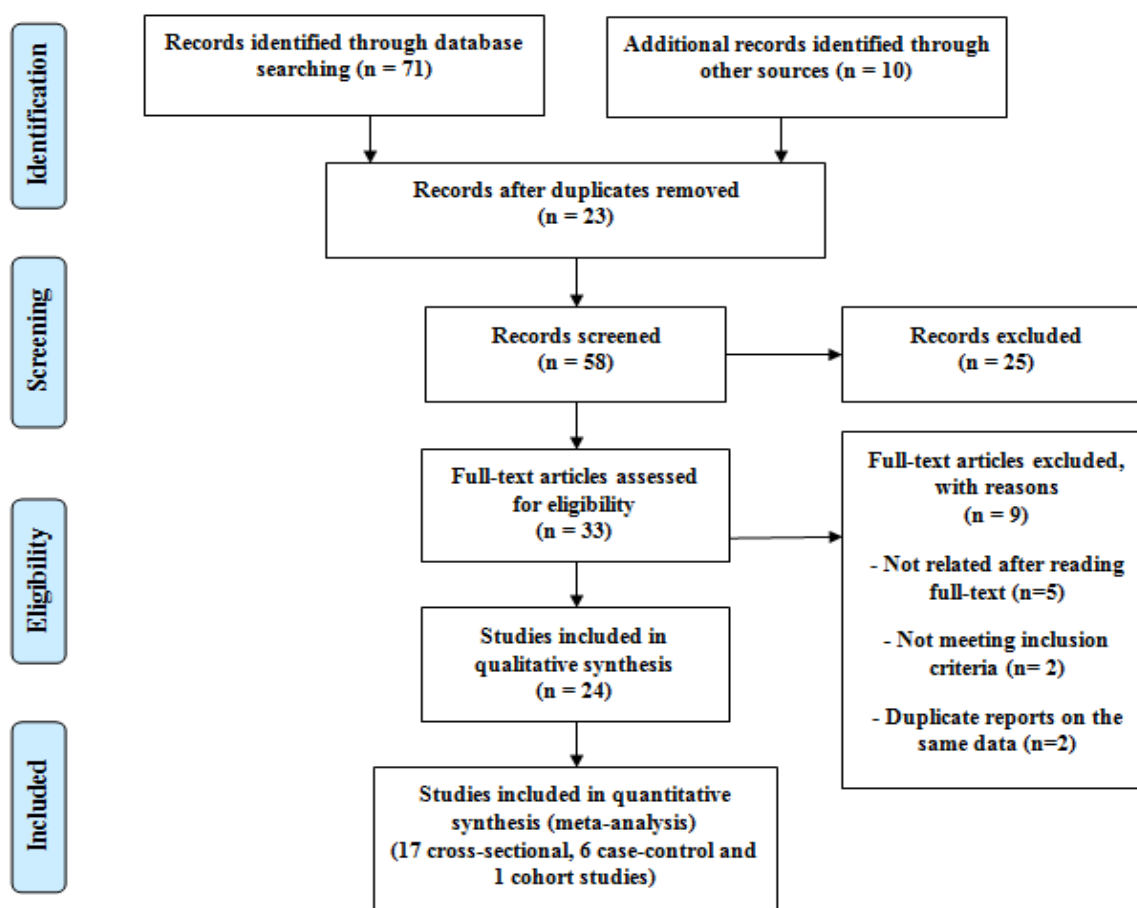 Identification
Records identified through database
searching (n = 71)
Additional records identified through
other sources (n = 10)
Records after duplicates removed
(n = 23)
Screening
Records screened
(n = 58)
Records excluded
(n = 25)
Eligibility
Full-text articles assessed
for eligibility
(n = 33)
Full-text articles excluded,
with reasons
(n = 9)
- Not related after reading
full-text (n=5)
- Not meeting inclusion
criteria (n= 2)
- Duplicate reports on the
same data (n=2)
Studies included in
qualitative synthesis
(n = 24)
Included
Studies included in quantitative
synthesis (meta-analysis)
(17 cross-sectional, 6 case-control and
1 cohort studies)